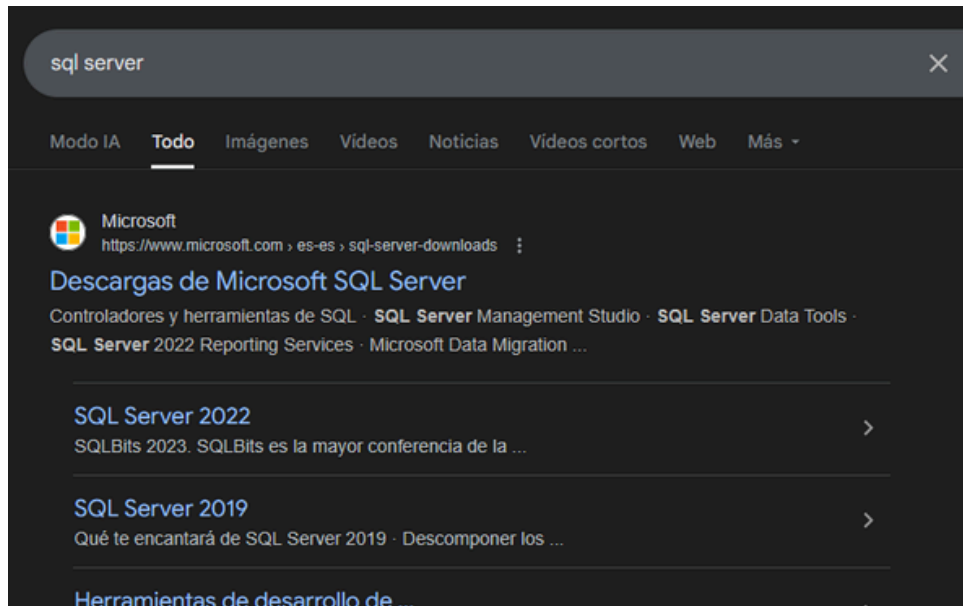 sql server
Modo IA Todo Imágenes Vídeos Noticias Vídeos cortos Web Más
Microsoft
https://www.microsoft.com › es-es › sql-server-downloads
Descargas de Microsoft SQL Server
Controladores y herramientas de SQL · SQL Server Management Studio · SQL Server Data Tools ·
SQL Server 2022 Reporting Services · Microsoft Data Migration ...
SQL Server 2022
SQLBits 2023. SQLBits es la mayor conferencia de la ...
SQL Server 2019
Qué te encantará de SQL Server 2019 · Descomponer los ...
Herramientas de desarrollo de ...